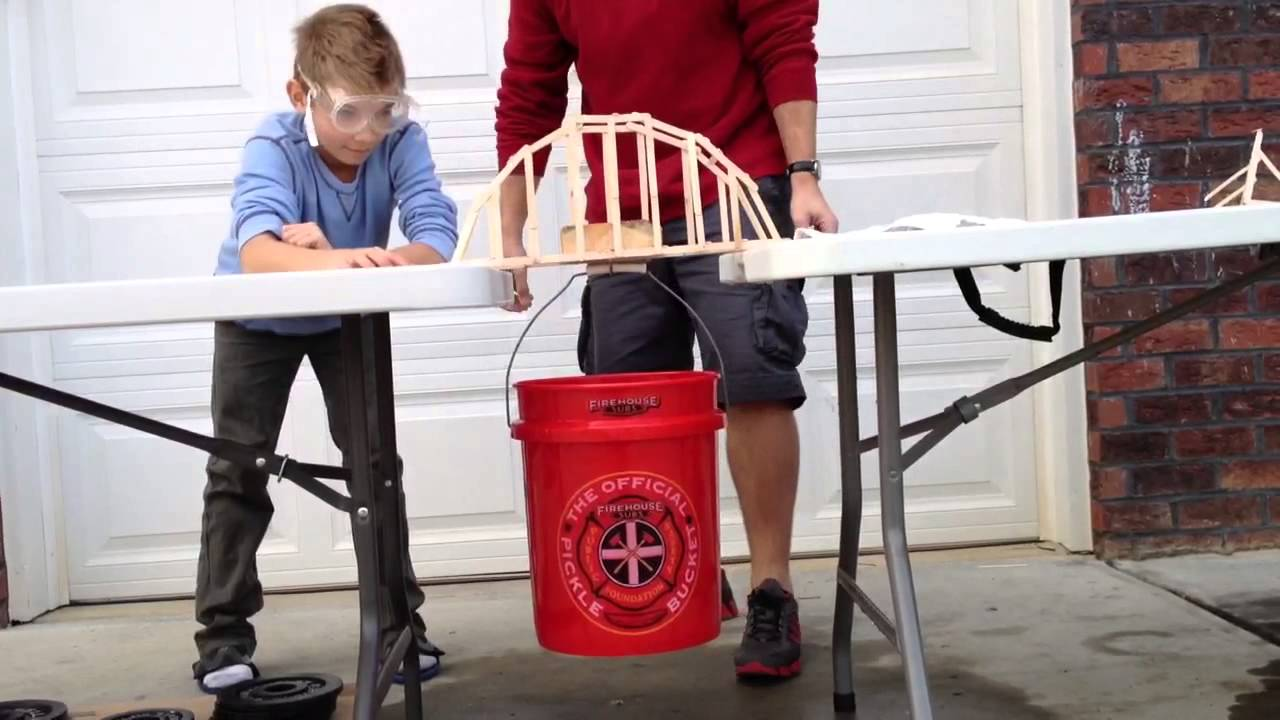 FIREHOUSE
SUBS
THE OFFICIAL
FIREHOUSE
SUBS
FOUNDATION
PICKLE BUCKET